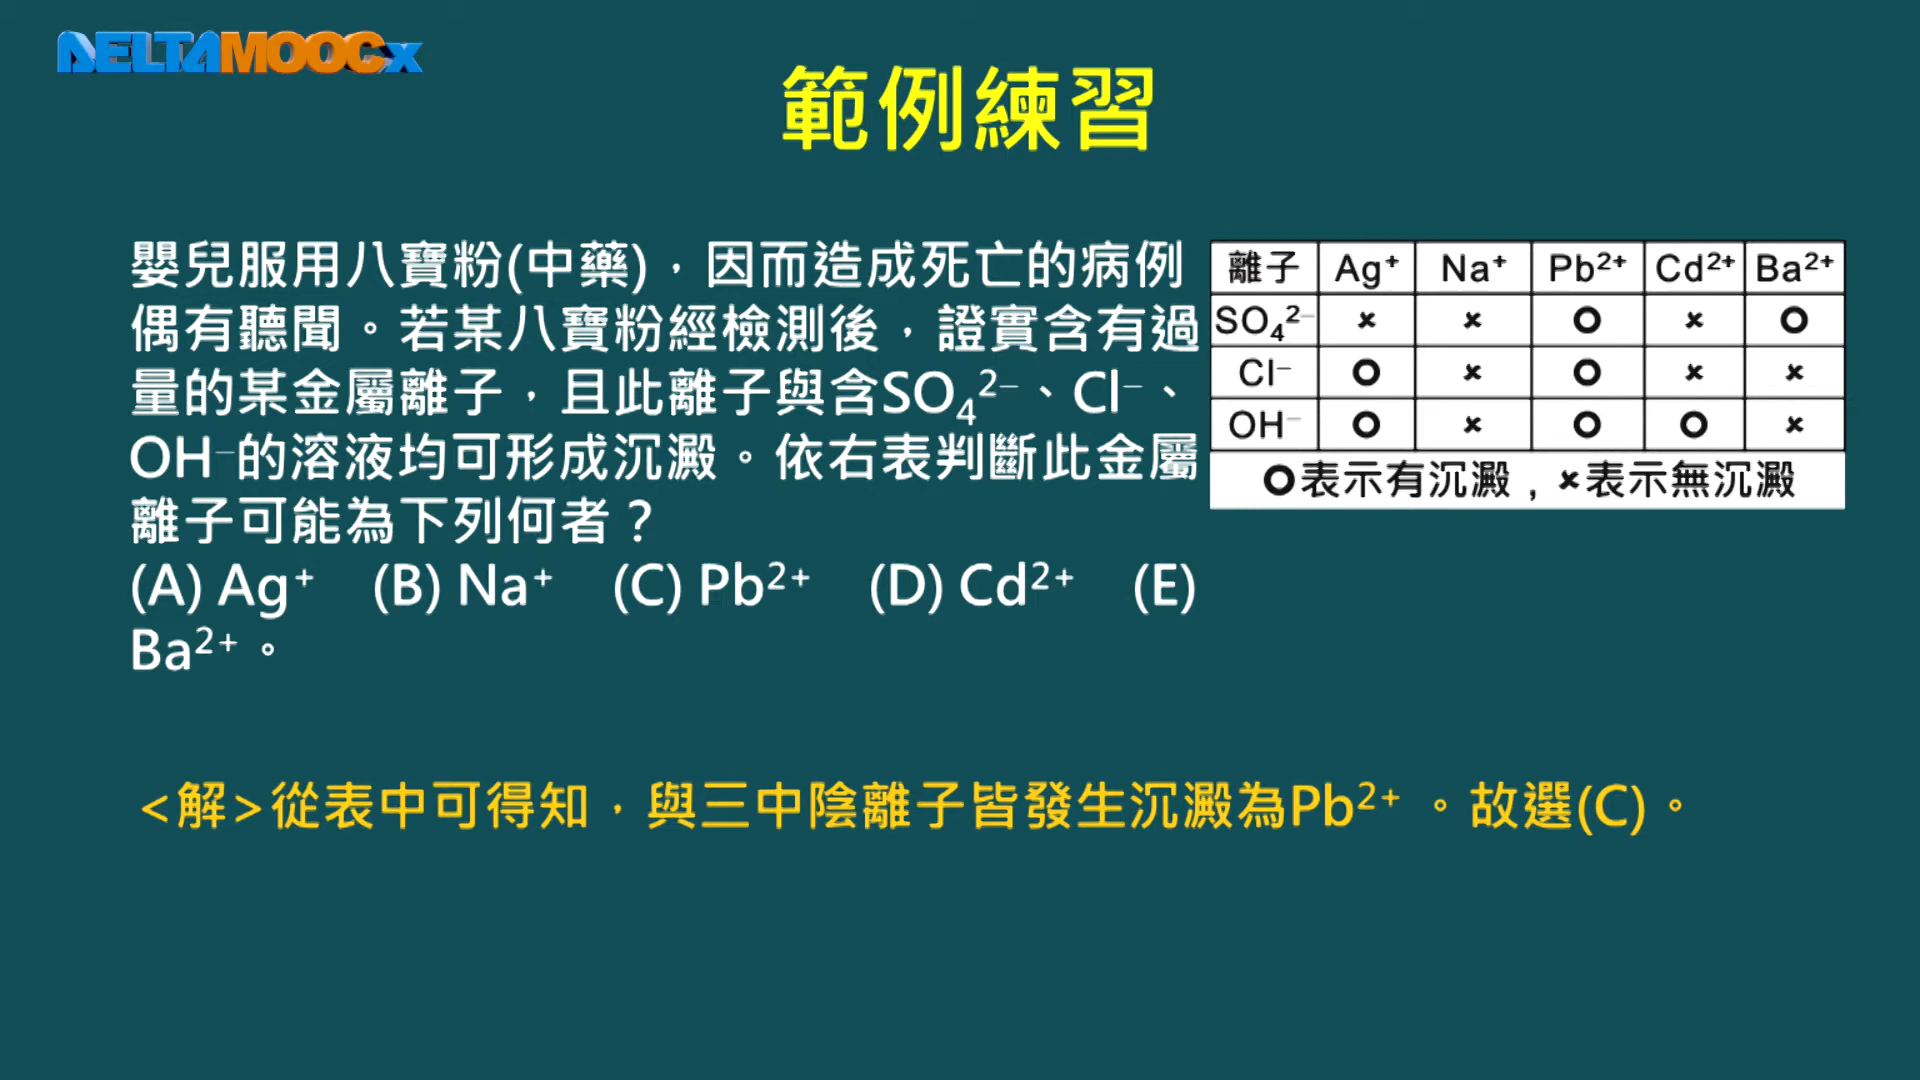 DELTAMOOCx
範例練習
嬰兒服用八寶粉(中藥)，因而造成死亡的病例
偶有聽聞。若某八寶粉經檢測後，證實含有過
量的某金屬離子，且此離子與含SO₄²⁻、Cl⁻、
OH⁻的溶液均可形成沉澱。依右表判斷此金屬
離子可能為下列何者？
(A) Ag⁺ (B) Na⁺ (C) Pb²⁺ (D) Cd²⁺ (E)
Ba²⁺。
離子 Ag⁺ Na⁺ Pb²⁺ Cd²⁺ Ba²⁺
SO₄²⁻ × × ○ × ○
Cl⁻ ○ × ○ × ×
OH⁻ ○ × ○ ○ ×
○表示有沉澱，×表示無沉澱
<解>從表中可得知，與三中陰離子皆發生沉澱為Pb²⁺ 。故選(C)。